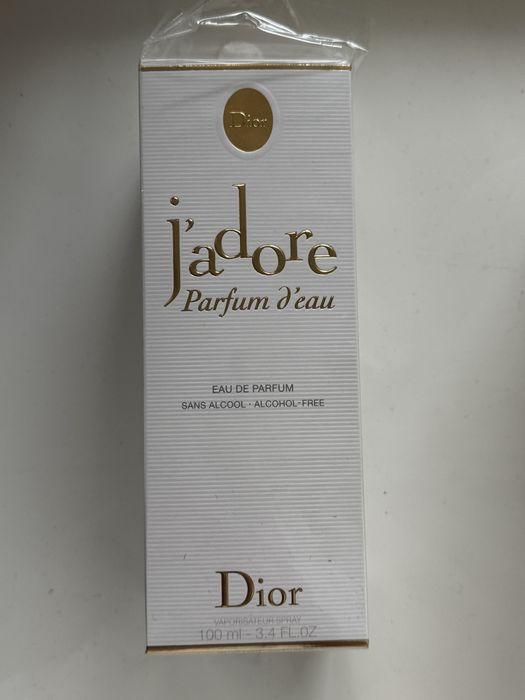 Dior
j'adore
Parfum d'eau
EAU DE PARFUM
SANS ALCOOL · ALCOHOL-FREE
Dior
VAPORISATEUR SPRAY
100 ml - 3.4 FL.OZ